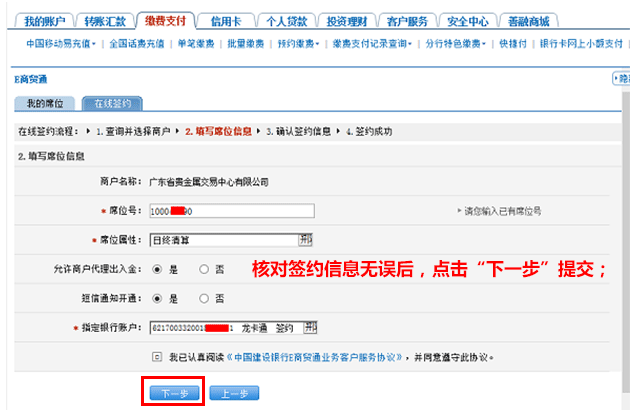 我的账户 转账汇款 缴费支付 信用卡 个人贷款 投资理财 客户服务 安全中心 善融商城
中国移动易充值 | 全国话费充值 | 单笔缴费 | 批量缴费 | 预约缴费 | 缴费支付记录查询 | 分行特色缴费 | 快捷付 | 银行卡网上小额支付 |
E商贸通
我的席位 在线签约
在线签约流程： 1. 查询并选择商户 2. 填写席位信息 3. 确认签约信息 4. 签约成功
2. 填写席位信息
商户名称： 广东省贵金属交易中心有限公司
* 席位号： 1000 90 请您输入已有席位号
* 席位属性： 日终清算
允许商户代理出入金： 是 否
核对签约信息无误后，点击“下一步”提交；
短信通知开通： 是 否
* 指定银行账户： 6217003320018 1 龙卡通 签约
我已认真阅读《中国建设银行E商贸通业务客户服务协议》，并同意遵守此协议。
下一步 上一步